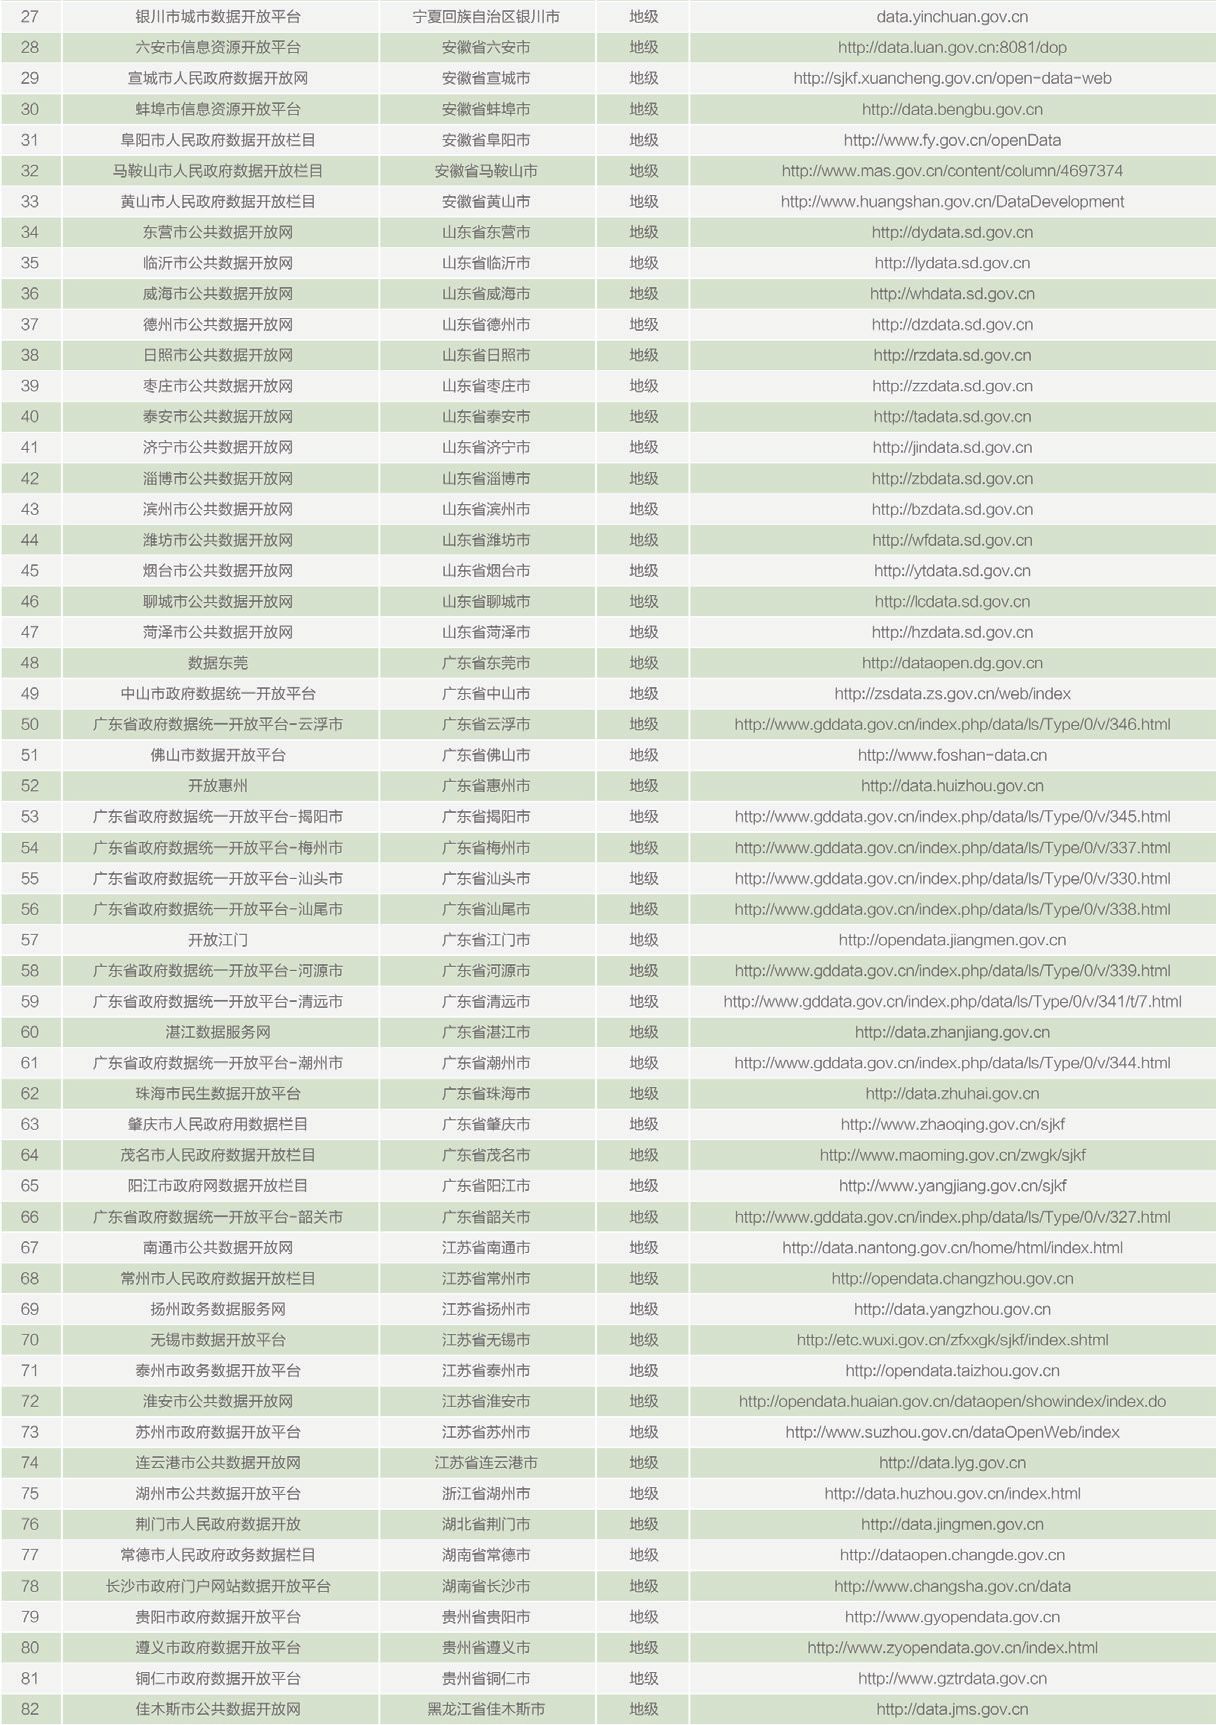 27 银川市城市数据开放平台 宁夏回族自治区银川市 地级 data.yinchuan.gov.cn
28 六安市信息资源开放平台 安徽省六安市 地级 http://data.luan.gov.cn:8081/dop
29 宣城市人民政府数据开放网 安徽省宣城市 地级 http://sjkf.xuancheng.gov.cn/open-data-web
30 蚌埠市信息资源开放平台 安徽省蚌埠市 地级 http://data.bengbu.gov.cn
31 阜阳市人民政府数据开放栏目 安徽省阜阳市 地级 http://www.fy.gov.cn/openData
32 马鞍山市人民政府数据开放栏目 安徽省马鞍山市 地级 http://www.mas.gov.cn/content/column/4697374
33 黄山市人民政府数据开放栏目 安徽省黄山市 地级 http://www.huangshan.gov.cn/DataDevelopment
34 东营市公共数据开放网 山东省东营市 地级 http://dydata.sd.gov.cn
35 临沂市公共数据开放网 山东省临沂市 地级 http://lydata.sd.gov.cn
36 威海市公共数据开放网 山东省威海市 地级 http://whdata.sd.gov.cn
37 德州市公共数据开放网 山东省德州市 地级 http://dzdata.sd.gov.cn
38 日照市公共数据开放网 山东省日照市 地级 http://rzdata.sd.gov.cn
39 枣庄市公共数据开放网 山东省枣庄市 地级 http://zzdata.sd.gov.cn
40 泰安市公共数据开放网 山东省泰安市 地级 http://tadata.sd.gov.cn
41 济宁市公共数据开放网 山东省济宁市 地级 http://jindata.sd.gov.cn
42 淄博市公共数据开放网 山东省淄博市 地级 http://zbdata.sd.gov.cn
43 滨州市公共数据开放网 山东省滨州市 地级 http://bzdata.sd.gov.cn
44 潍坊市公共数据开放网 山东省潍坊市 地级 http://wfdata.sd.gov.cn
45 烟台市公共数据开放网 山东省烟台市 地级 http://ytdata.sd.gov.cn
46 聊城市公共数据开放网 山东省聊城市 地级 http://lcdata.sd.gov.cn
47 菏泽市公共数据开放网 山东省菏泽市 地级 http://hzdata.sd.gov.cn
48 数据东莞 广东省东莞市 地级 http://dataopen.dg.gov.cn
49 中山市政府数据统一开放平台 广东省中山市 地级 http://zsdata.zs.gov.cn/web/index
50 广东省政府数据统一开放平台-云浮市 广东省云浮市 地级 http://www.gddata.gov.cn/index.php/data/ls/Type/0/v/346.html
51 佛山市数据开放平台 广东省佛山市 地级 http://www.foshan-data.cn
52 开放惠州 广东省惠州市 地级 http://data.huizhou.gov.cn
53 广东省政府数据统一开放平台-揭阳市 广东省揭阳市 地级 http://www.gddata.gov.cn/index.php/data/ls/Type/0/v/345.html
54 广东省政府数据统一开放平台-梅州市 广东省梅州市 地级 http://www.gddata.gov.cn/index.php/data/ls/Type/0/v/337.html
55 广东省政府数据统一开放平台-汕头市 广东省汕头市 地级 http://www.gddata.gov.cn/index.php/data/ls/Type/0/v/330.html
56 广东省政府数据统一开放平台-汕尾市 广东省汕尾市 地级 http://www.gddata.gov.cn/index.php/data/ls/Type/0/v/338.html
57 开放江门 广东省江门市 地级 http://opendata.jiangmen.gov.cn
58 广东省政府数据统一开放平台-河源市 广东省河源市 地级 http://www.gddata.gov.cn/index.php/data/ls/Type/0/v/339.html
59 广东省政府数据统一开放平台-清远市 广东省清远市 地级 http://www.gddata.gov.cn/index.php/data/ls/Type/0/v/341/t/7.html
60 湛江数据服务网 广东省湛江市 地级 http://data.zhanjiang.gov.cn
61 广东省政府数据统一开放平台-潮州市 广东省潮州市 地级 http://www.gddata.gov.cn/index.php/data/ls/Type/0/v/344.html
62 珠海市民生数据开放平台 广东省珠海市 地级 http://data.zhuhai.gov.cn
63 肇庆市人民政府用数据栏目 广东省肇庆市 地级 http://www.zhaoqing.gov.cn/sjkf
64 茂名市人民政府数据开放栏目 广东省茂名市 地级 http://www.maoming.gov.cn/zwgk/sjkf
65 阳江市政府网数据开放栏目 广东省阳江市 地级 http://www.yangjiang.gov.cn/sjkf
66 广东省政府数据统一开放平台-韶关市 广东省韶关市 地级 http://www.gddata.gov.cn/index.php/data/ls/Type/0/v/327.html
67 南通市公共数据开放网 江苏省南通市 地级 http://data.nantong.gov.cn/home/html/index.html
68 常州市人民政府数据开放栏目 江苏省常州市 地级 http://opendata.changzhou.gov.cn
69 扬州政务数据服务网 江苏省扬州市 地级 http://data.yangzhou.gov.cn
70 无锡市数据开放平台 江苏省无锡市 地级 http://etc.wuxi.gov.cn/zfxxgk/sjkf/index.shtml
71 泰州市政务数据开放平台 江苏省泰州市 地级 http://opendata.taizhou.gov.cn
72 淮安市公共数据开放网 江苏省淮安市 地级 http://opendata.huaian.gov.cn/dataopen/showindex/index.do
73 苏州市政府数据开放平台 江苏省苏州市 地级 http://www.suzhou.gov.cn/dataOpenWeb/index
74 连云港市公共数据开放网 江苏省连云港市 地级 http://data.lyg.gov.cn
75 湖州市公共数据开放平台 浙江省湖州市 地级 http://data.huzhou.gov.cn/index.html
76 荆门市人民政府数据开放 湖北省荆门市 地级 http://data.jingmen.gov.cn
77 常德市人民政府政务数据栏目 湖南省常德市 地级 http://dataopen.changde.gov.cn
78 长沙市政府门户网站数据开放平台 湖南省长沙市 地级 http://www.changsha.gov.cn/data
79 贵阳市政府数据开放平台 贵州省贵阳市 地级 http://www.gyopendata.gov.cn
80 遵义市政府数据开放平台 贵州省遵义市 地级 http://www.zyopendata.gov.cn/index.html
81 铜仁市政府数据开放平台 贵州省铜仁市 地级 http://www.gztrdata.gov.cn
82 佳木斯市公共数据开放网 黑龙江省佳木斯市 地级 http://data.jms.gov.cn